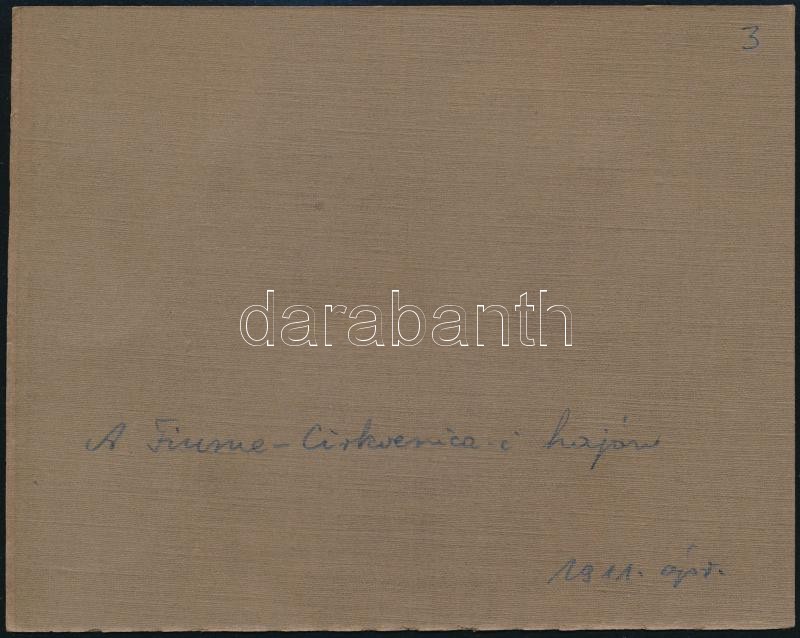 3
darabanth
A Fiume-Cirkvenica-i hajón
1911. ápr.